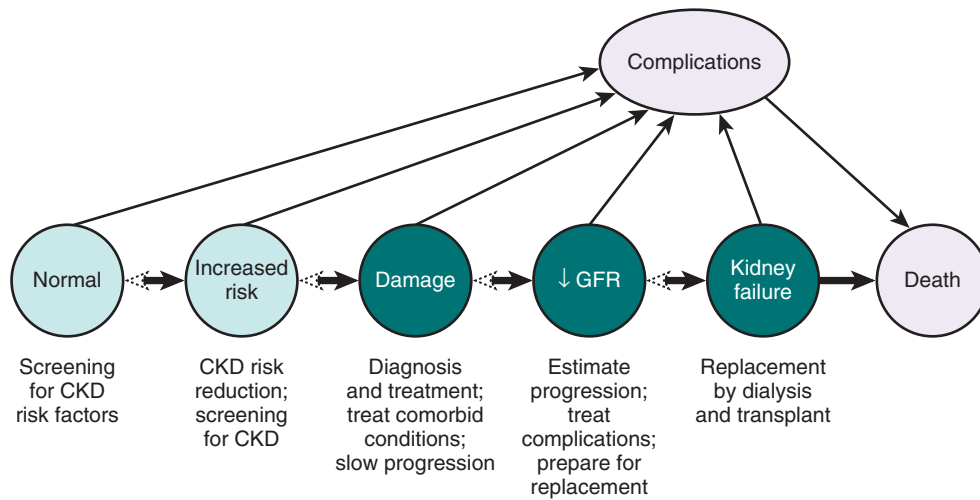 Complications
Normal
Increased
risk
Damage
↓ GFR
Kidney
failure
Death
Screening
for CKD
risk factors
CKD risk
reduction;
screening
for CKD
Diagnosis
and treatment;
treat comorbid
conditions;
slow progression
Estimate
progression;
treat
complications;
prepare for
replacement
Replacement
by dialysis
and transplant